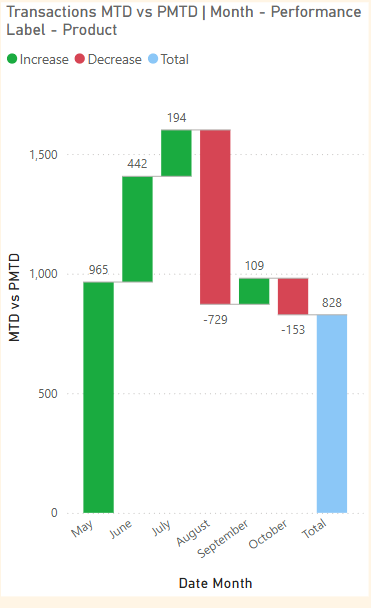 Transactions MTD vs PMTD | Month - Performance
Label - Product
Increase Decrease Total
194
1,500
442
965
1,000
109
828
-729
-153
MTD vs PMTD
500
0
May June July August September October Total
Date Month